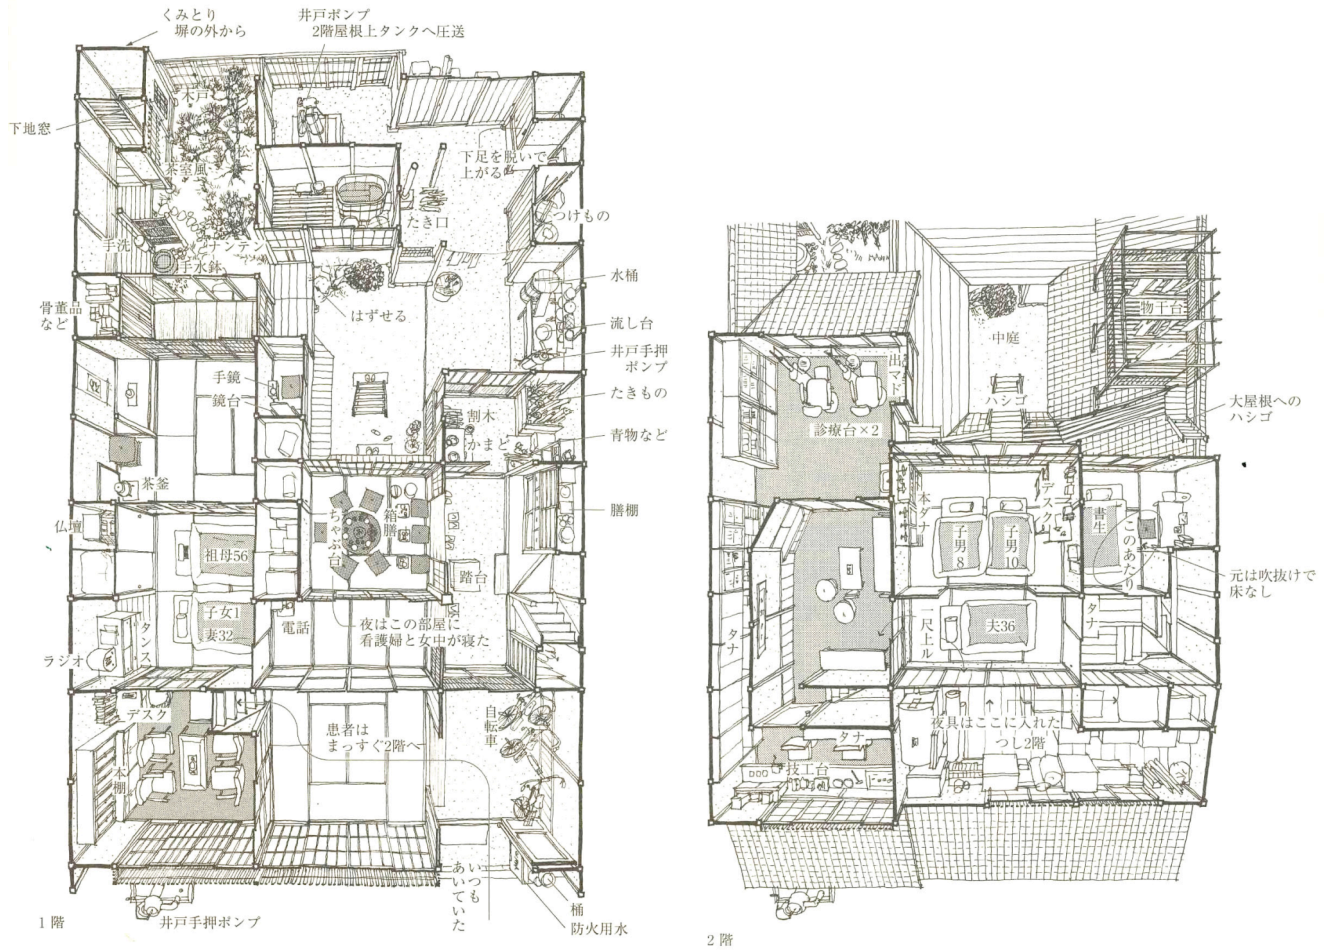 くみとり
塀の外から
井戸ポンプ
2階屋根上タンクへ圧送
木戸
下地窓
松
茶室風
下足を脱いで
上がる
たき口
つけもの
手洗
ナンテン
手水鉢
水桶
骨董品
など
はずせる
流し台
井戸手押
ポンプ
手鏡
鏡台
たきもの
割木
かまど
青物など
茶釜
仏壇
ちゃぶ台
箱膳
膳棚
祖母56
踏台
子女1
妻32
タンス
電話
夜はこの部屋に
看護婦と女中が寝た
ラジオ
デスク
患者は
まっすぐ2階へ
自転車
本棚
いつも
あいていた
桶
防火用水
井戸手押ポンプ
1階
物干台
中庭
出マド
ハシゴ
大屋根への
ハシゴ
診療台×2
本ダナ
デスク
書生
このあたり
子男8
子男10
元は吹抜けで
床なし
タナ
一尺上ル
夫36
タナ
夜具はここに入れた
つし2階
タナ
技工台
2階